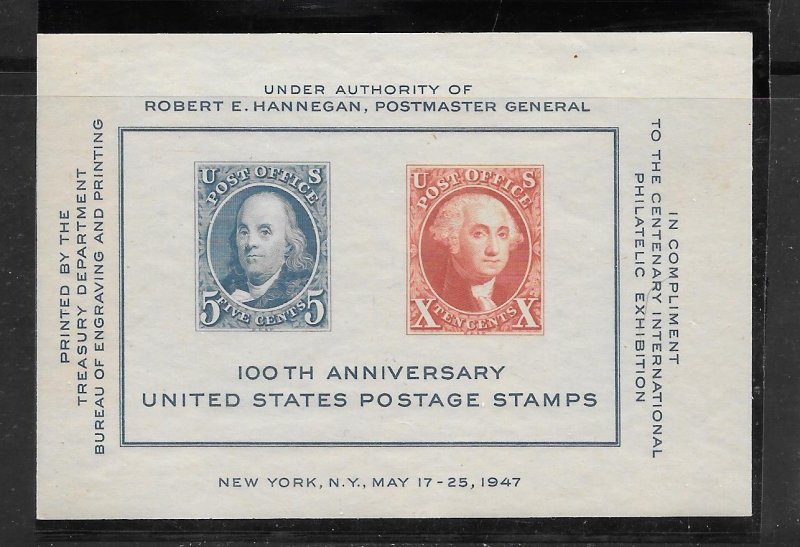 UNDER AUTHORITY OF
ROBERT E. HANNEGAN, POSTMASTER GENERAL
PRINTED BY THE
TREASURY DEPARTMENT
BUREAU OF ENGRAVING AND PRINTING
U S
POST OFFICE
5 FIVE CENTS 5
U S
POST OFFICE
X TEN CENTS X
IN COMPLIMENT
TO THE CENTENARY INTERNATIONAL
PHILATELIC EXHIBITION
100TH ANNIVERSARY
UNITED STATES POSTAGE STAMPS
NEW YORK, N.Y., MAY 17-25, 1947